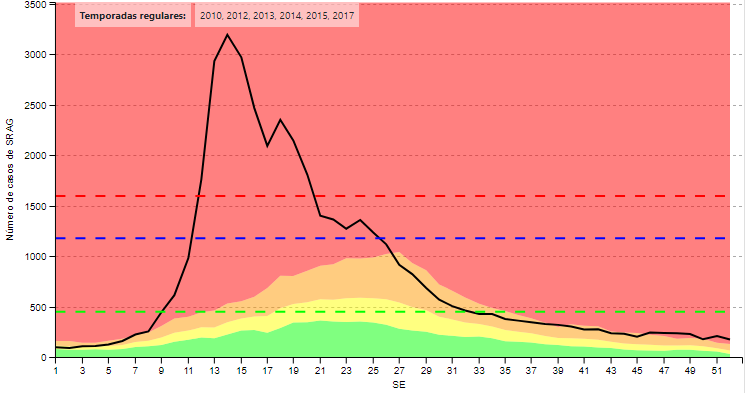 Temporadas regulares: 2010, 2012, 2013, 2014, 2015, 2017
3500
3000
2500
2000
1500
1000
500
0
Número de casos de SRAG
1 3 5 7 9 11 13 15 17 19 21 23 25 27 29 31 33 35 37 39 41 43 45 47 49 51
SE